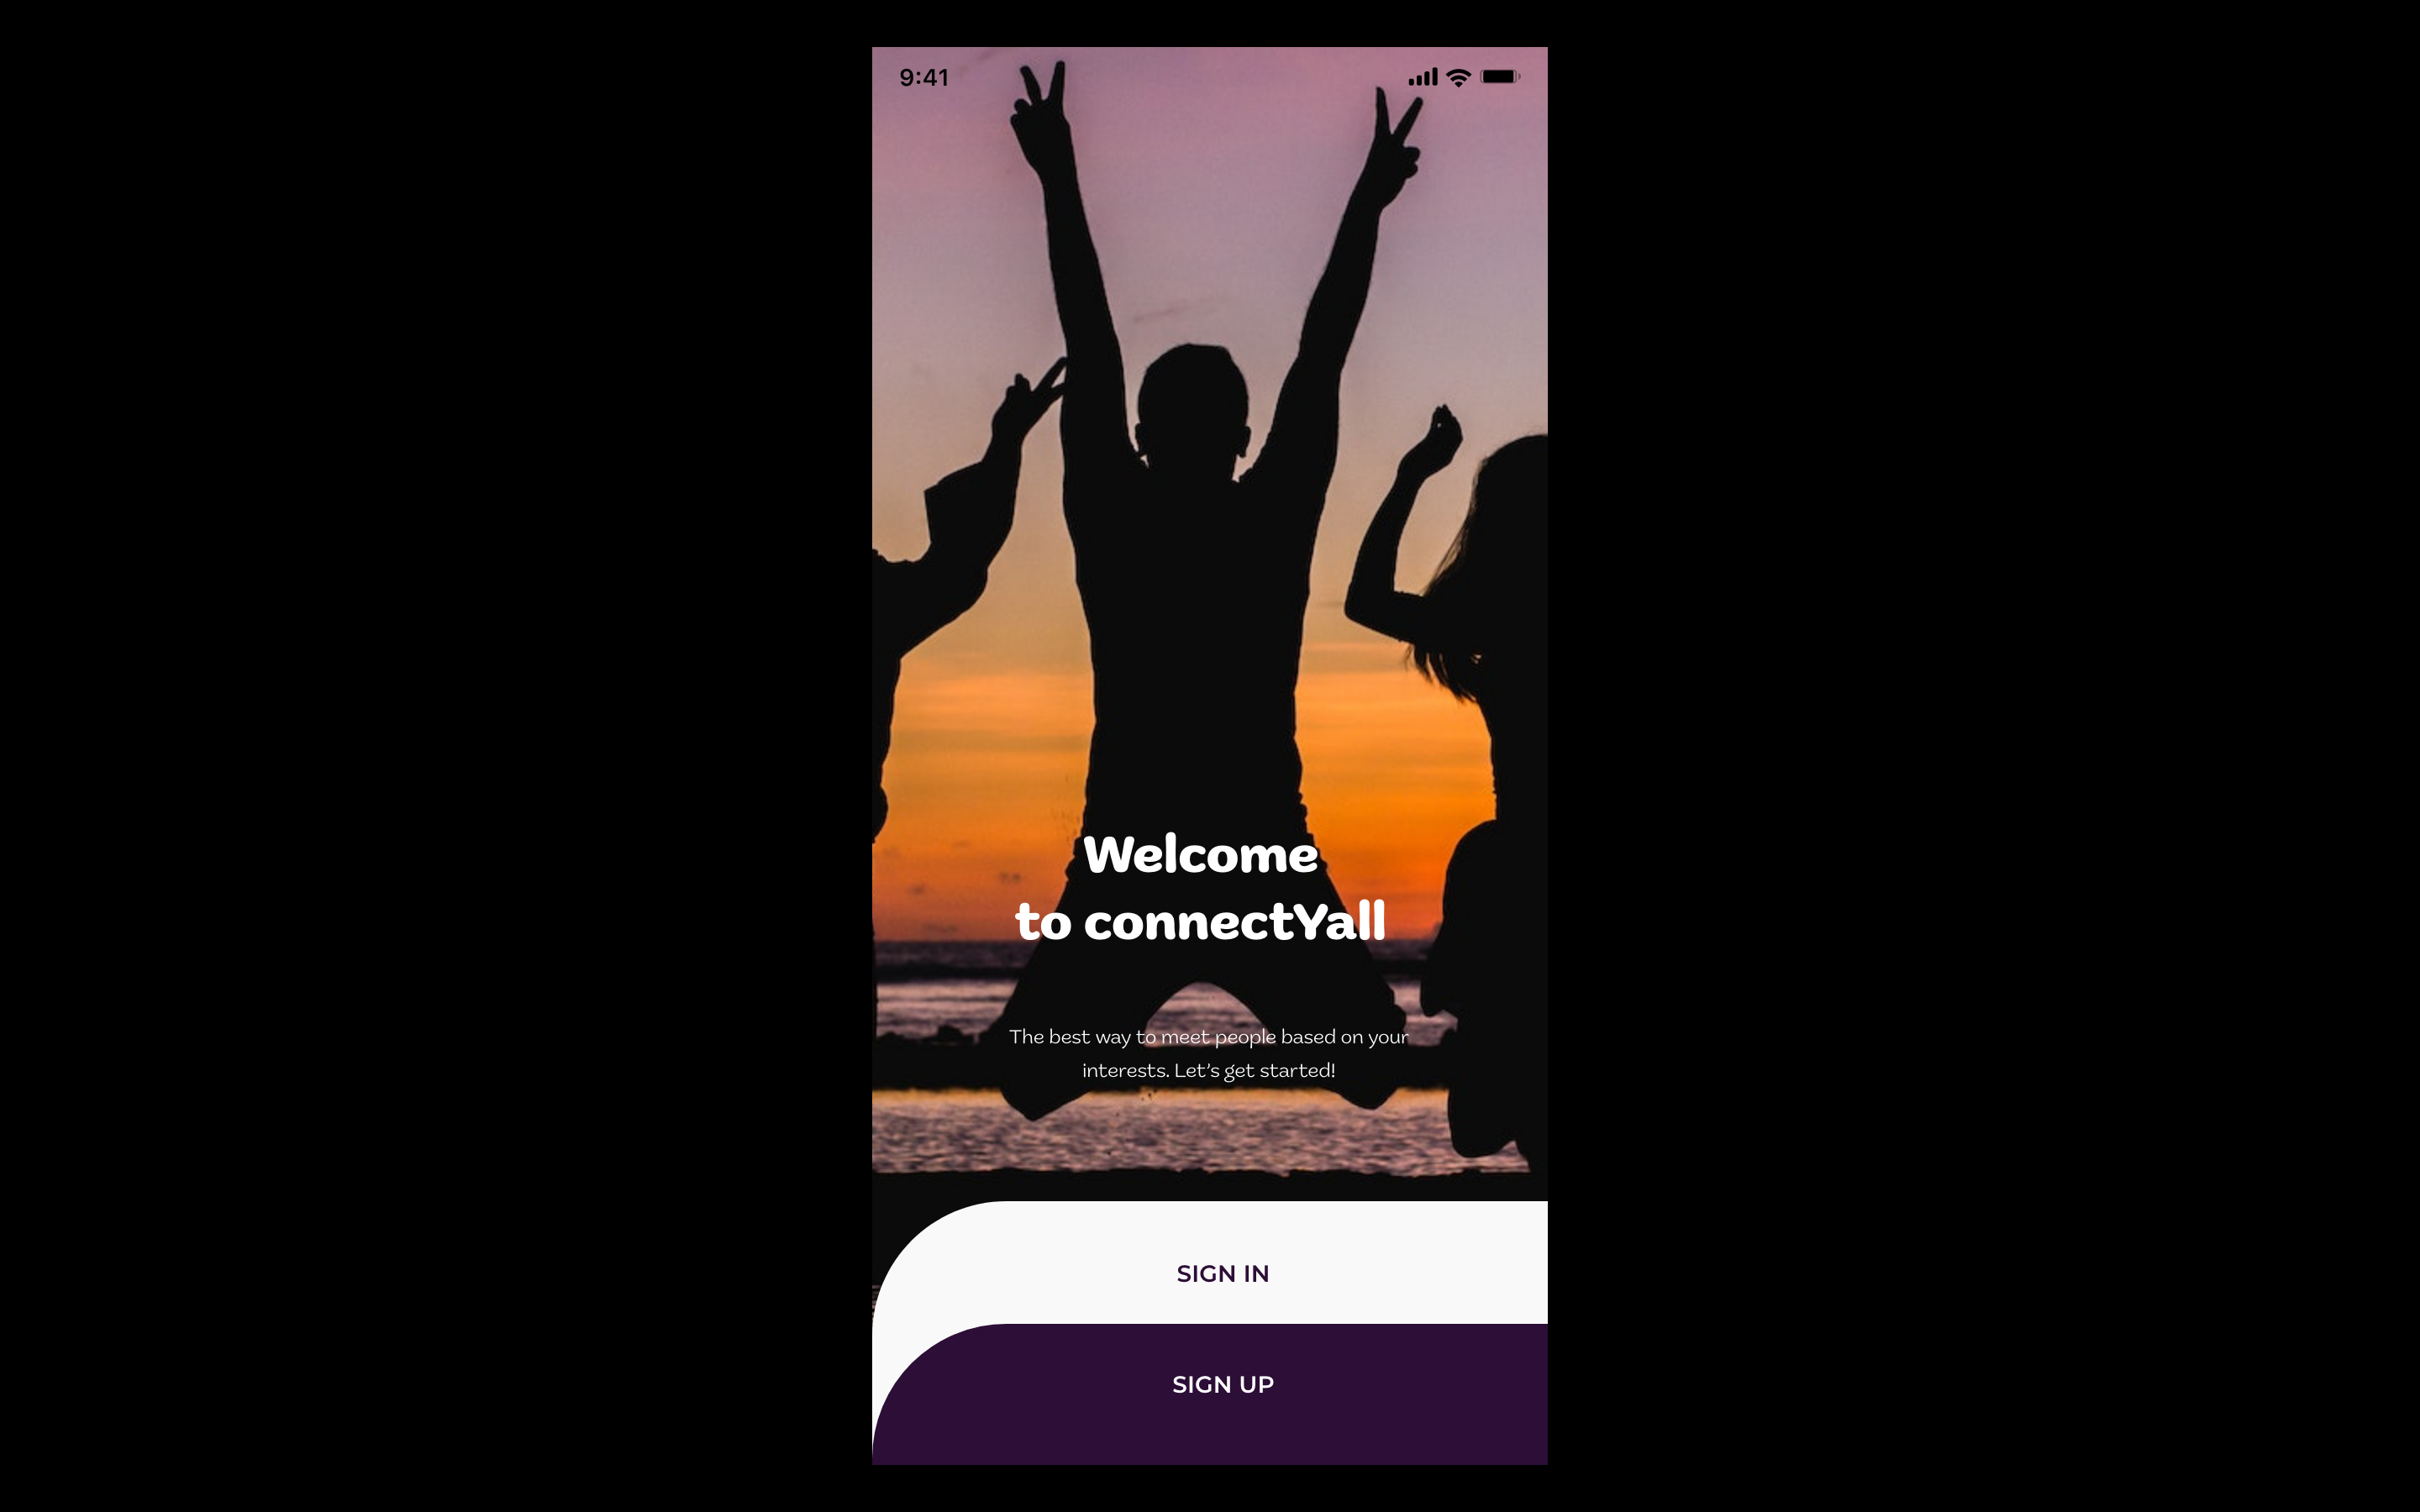 9:41
Welcome
to connectYall
The best way to meet people based on your
interests. Let’s get started!
SIGN IN
SIGN UP